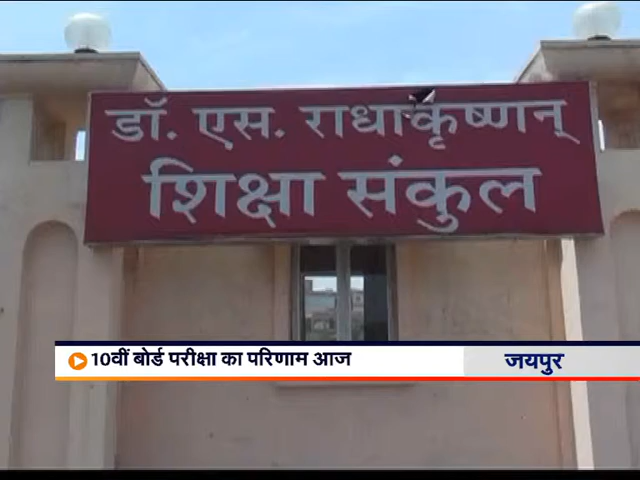 डॉ. एस. राधाकृष्णन्
शिक्षा संकुल
10वीं बोर्ड परीक्षा का परिणाम आज
जयपुर